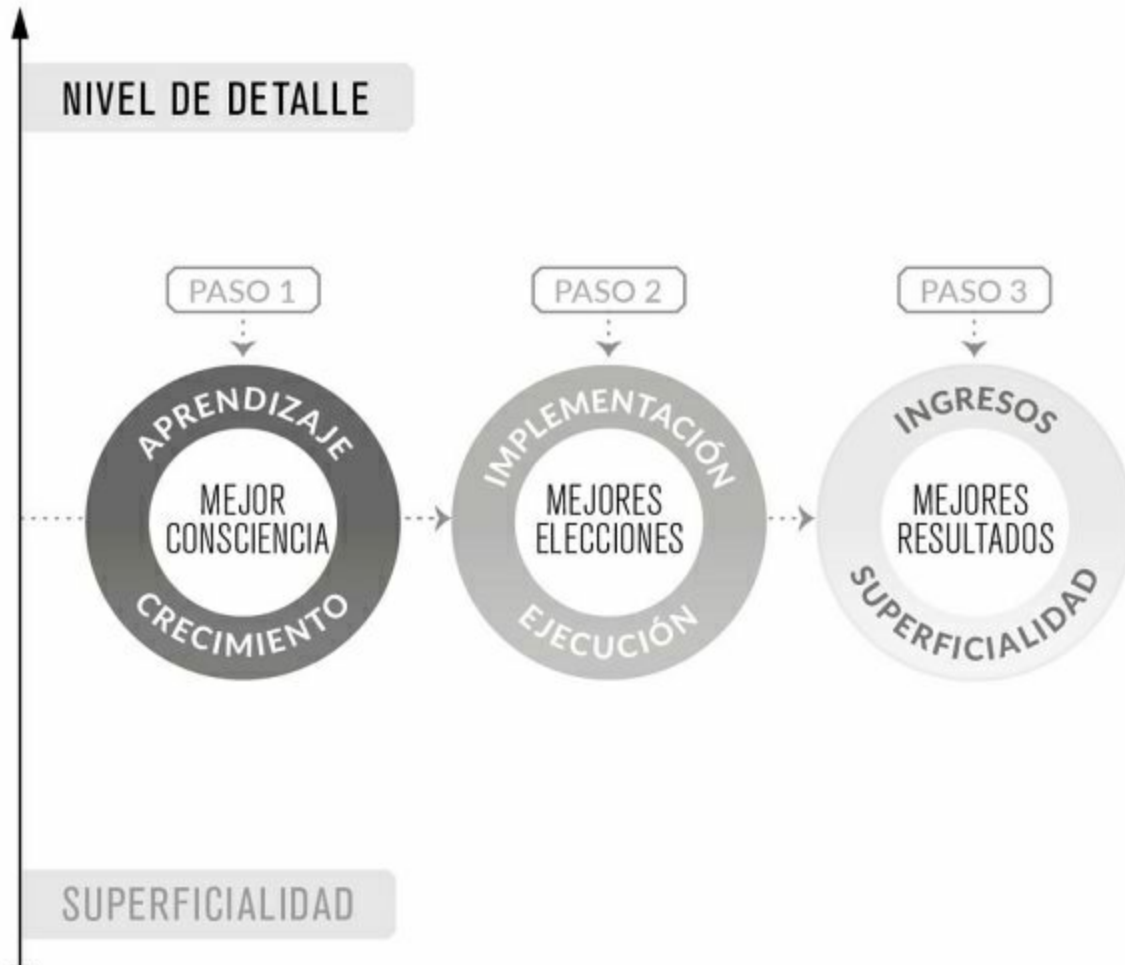 NIVEL DE DETALLE
PASO 1
APRENDIZAJE
MEJOR
CONSCIENCIA
CRECIMIENTO
PASO 2
IMPLEMENTACIÓN
MEJORES
ELECCIONES
EJECUCIÓN
PASO 3
INGRESOS
MEJORES
RESULTADOS
SUPERFICIALIDAD
SUPERFICIALIDAD